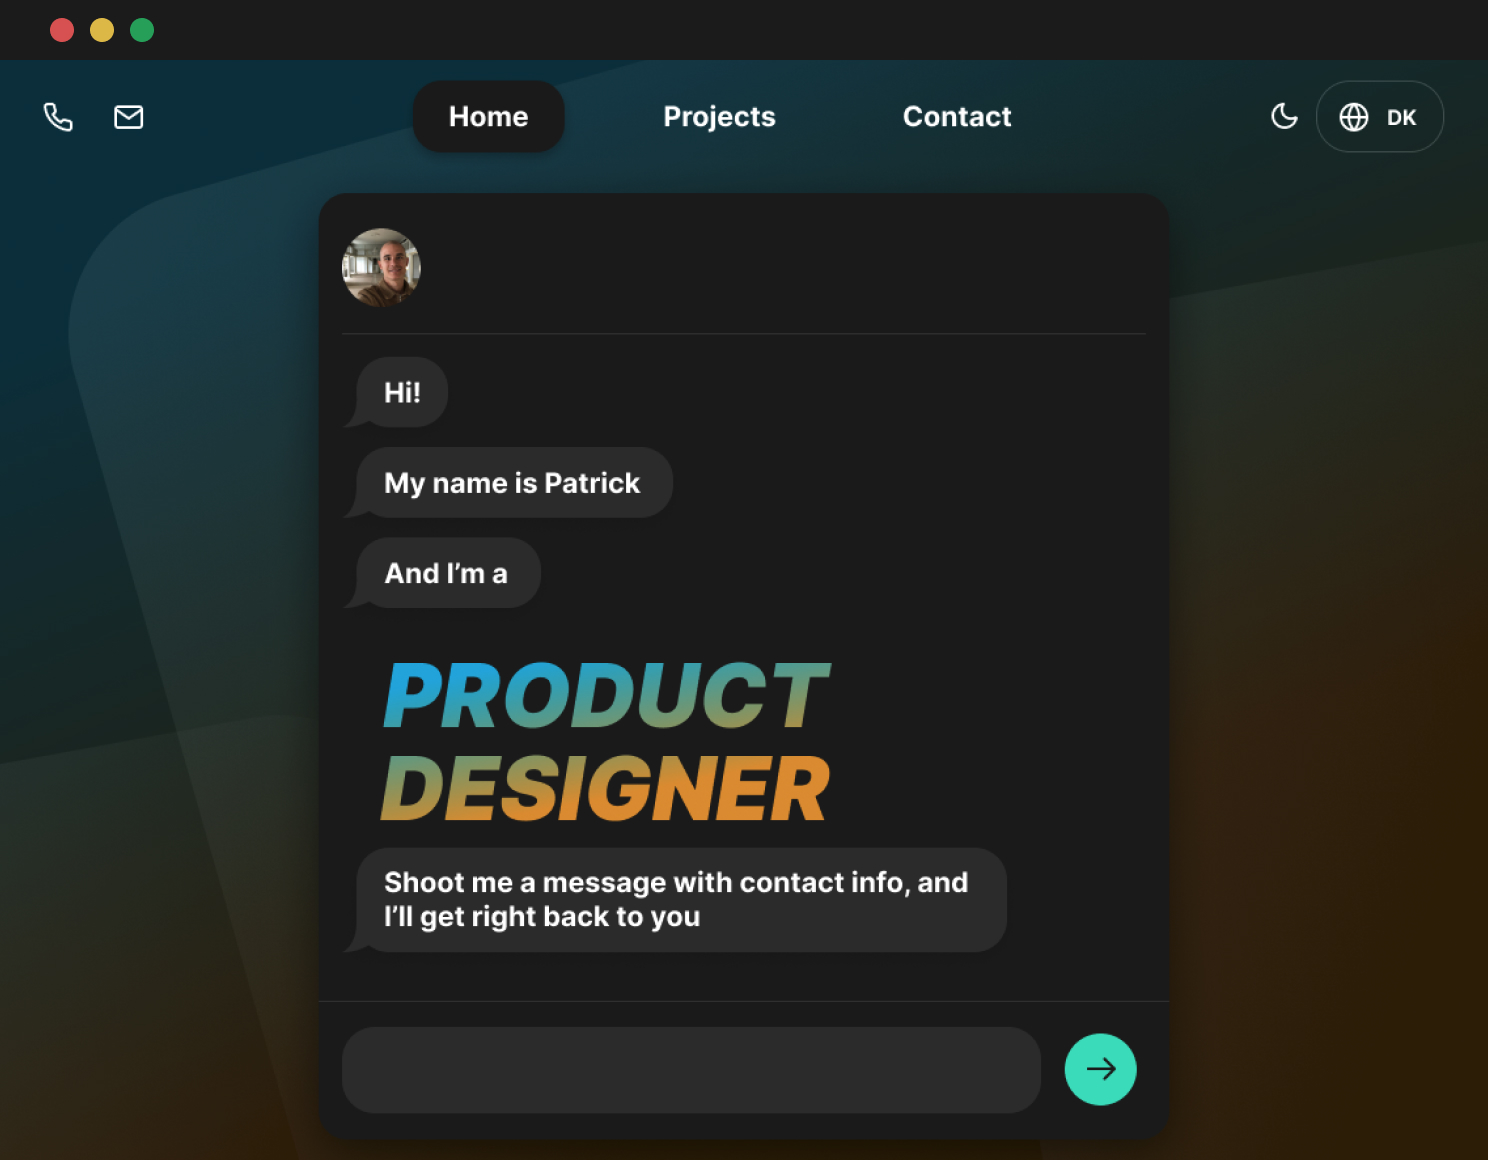 Home
Projects
Contact
DK
Hi!
My name is Patrick
And I’m a
PRODUCT
DESIGNER
Shoot me a message with contact info, and
I’ll get right back to you